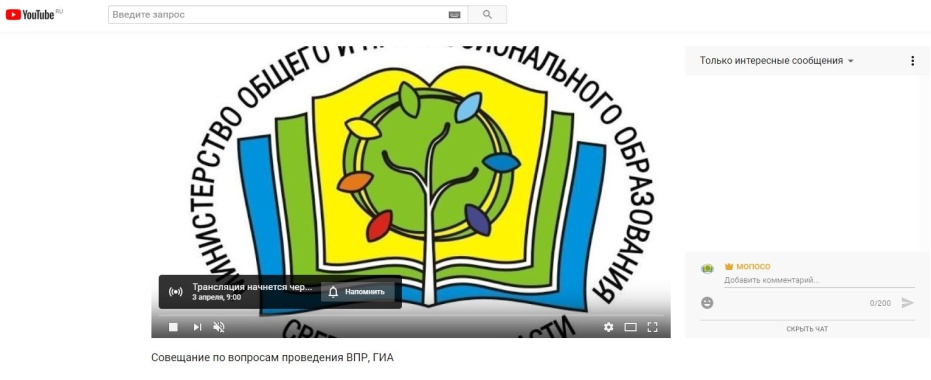 YouTube RU
Введите запрос
МИНИСТЕРСТВО ОБЩЕГО И ОБРАЗОВАНИЯ
Только интересные сообщения
Трансляция начнется чер...
3 апреля, 9:00
Напомнить
МОПОСО
Добавить комментарий...
0/200
СКРЫТЬ ЧАТ
Совещание по вопросам проведения ВПР, ГИА